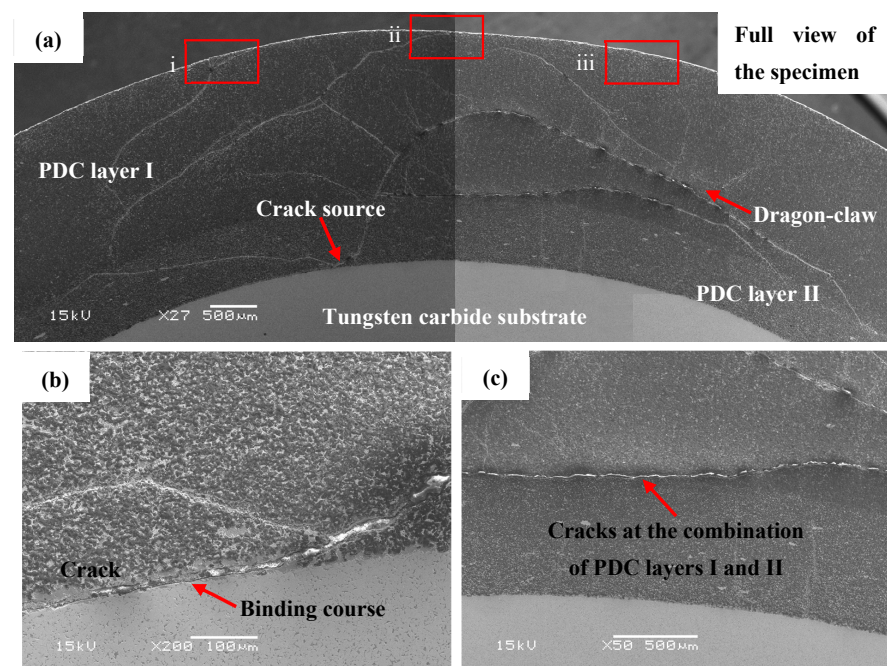 (a)
Full view of
the specimen
i
ii
iii
PDC layer I
Crack source
Dragon-claw
PDC layer II
Tungsten carbide substrate
15kV X27 500μm
(b)
Crack
Binding course
15kV X200 100μm
(c)
Cracks at the combination
of PDC layers I and II
15kV X50 500μm